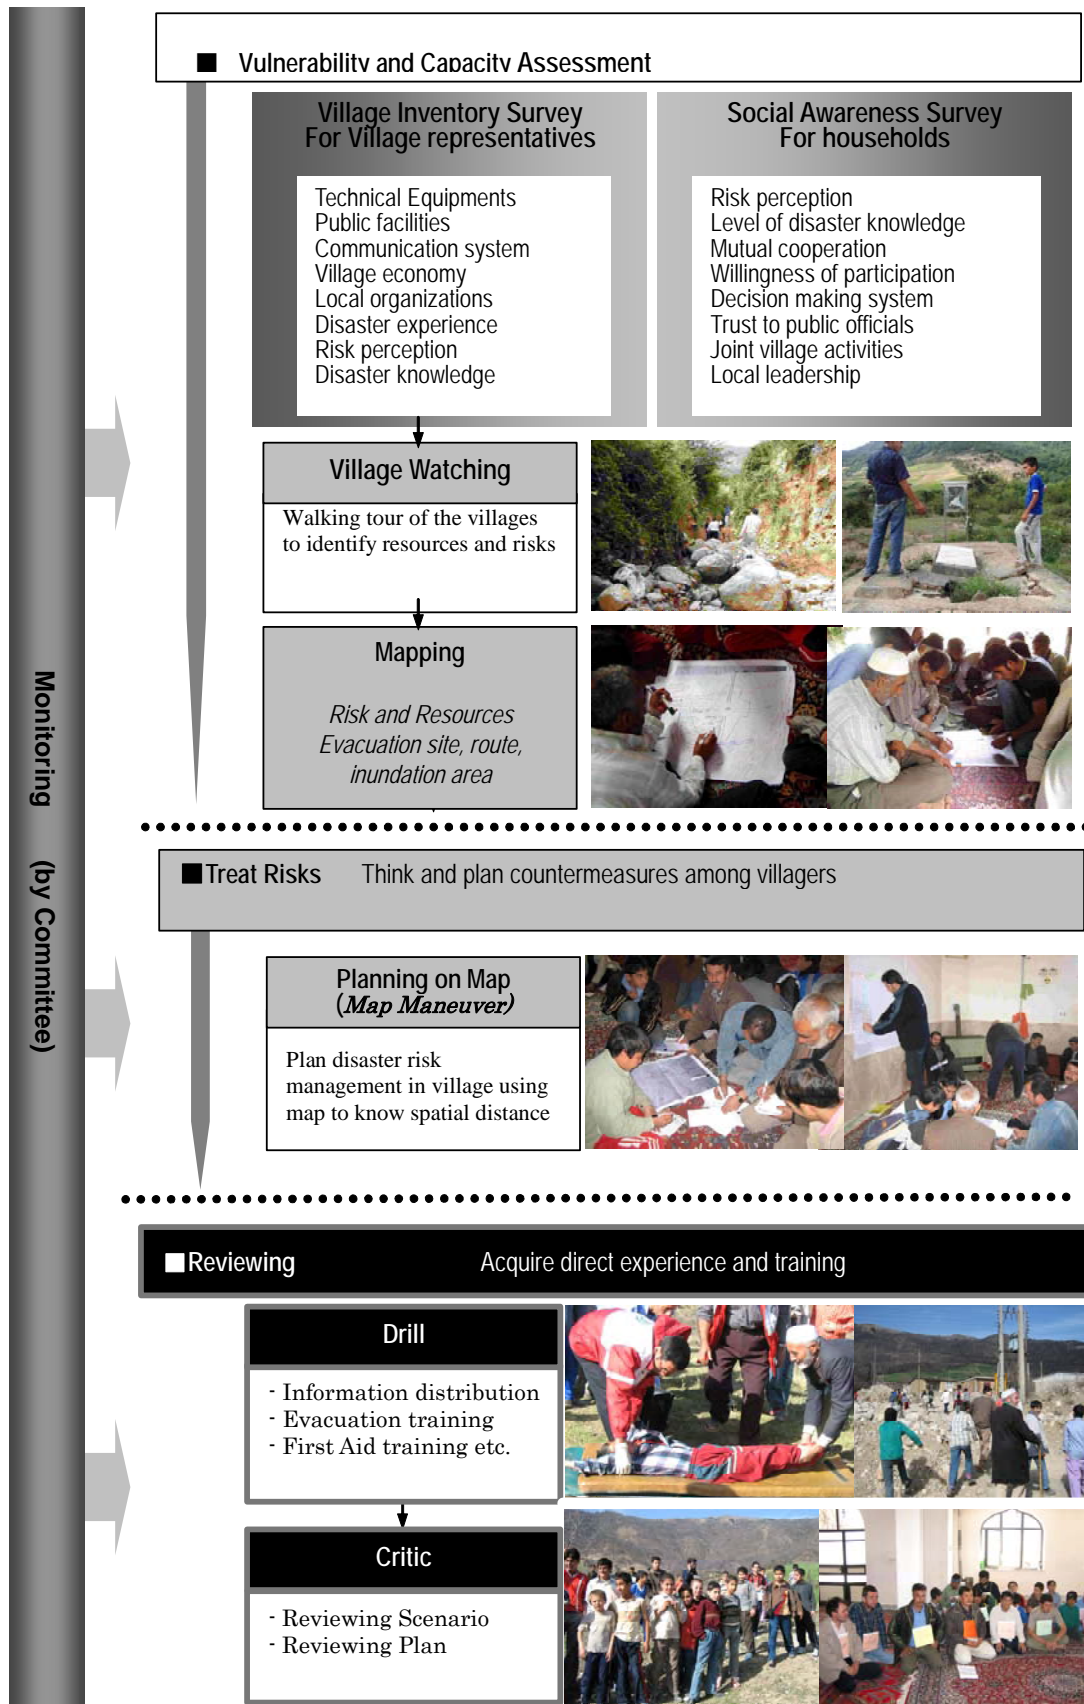 ■ Vulnerability and Capacity Assessment
Village Inventory Survey
For Village representatives
Technical Equipments
Public facilities
Communication system
Village economy
Local organizations
Disaster experience
Risk perception
Disaster knowledge
Social Awareness Survey
For households
Risk perception
Level of disaster knowledge
Mutual cooperation
Willingness of participation
Decision making system
Trust to public officials
Joint village activities
Local leadership
Village Watching
Walking tour of the villages
to identify resources and risks
Mapping
Risk and Resources
Evacuation site, route,
inundation area
Monitoring (by Committee)
■ Treat Risks Think and plan countermeasures among villagers
Planning on Map
(Map Maneuver)
Plan disaster risk
management in village using
map to know spatial distance
■ Reviewing Acquire direct experience and training
Drill
- Information distribution
- Evacuation training
- First Aid training etc.
Critic
- Reviewing Scenario
- Reviewing Plan